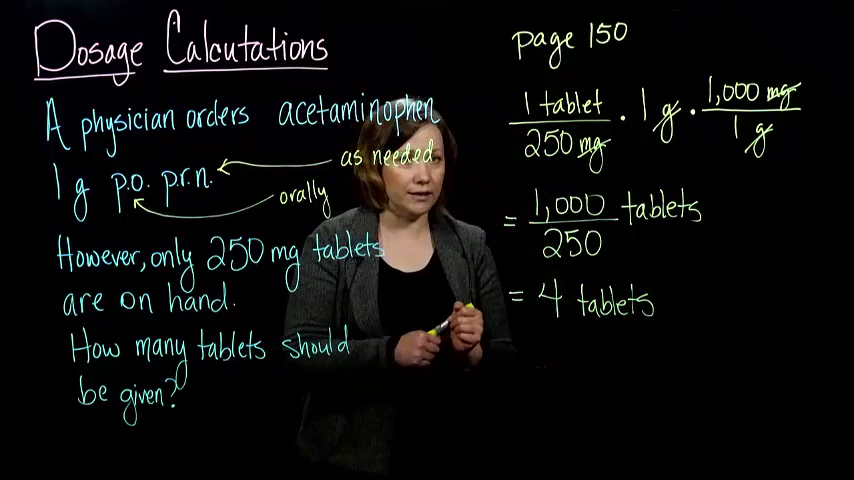 Dosage Calcutations
A physician orders acetaminophen
1 g p.o. p.r.n.
as needed
orally
However, only 250 mg tablets
are on hand.
How many tablets should
be given?
page 150
1 tablet / 250 mg · 1 g · 1,000 mg / 1 g
= 1,000 / 250 tablets
= 4 tablets